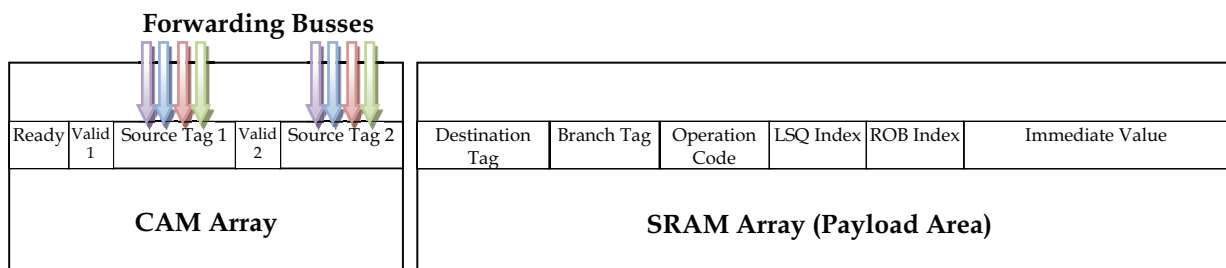 Forwarding Busses
Ready
Valid
1
Source Tag 1
Valid
2
Source Tag 2
Destination
Tag
Branch Tag
Operation
Code
LSQ Index
ROB Index
Immediate Value
CAM Array
SRAM Array (Payload Area)